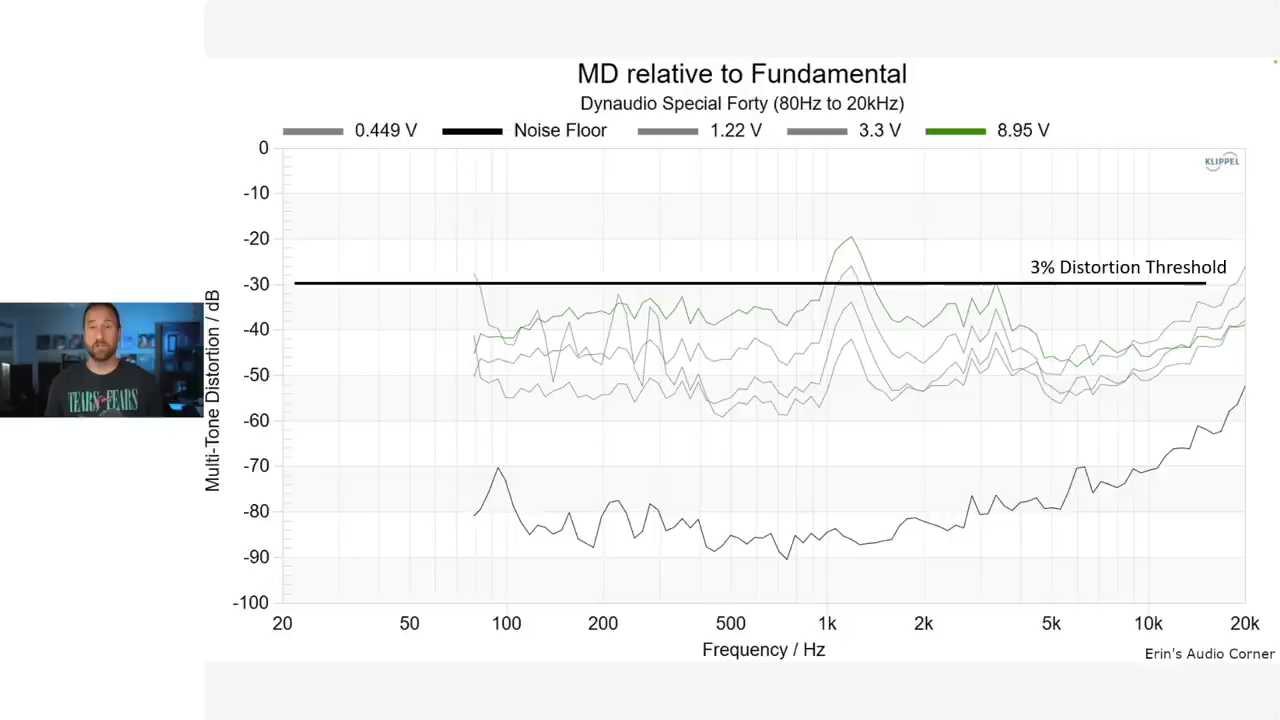 MD relative to Fundamental
Dynaudio Special Forty (80Hz to 20kHz)
0.449 V Noise Floor 1.22 V 3.3 V 8.95 V
KLIPPEL
3% Distortion Threshold
0
-10
-20
-30
-40
-50
-60
-70
-80
-90
-100
Multi-Tone Distortion / dB
20 50 100 200 500 1k 2k 5k 10k 20k
Frequency / Hz
Erin's Audio Corner
TEARS FEARS